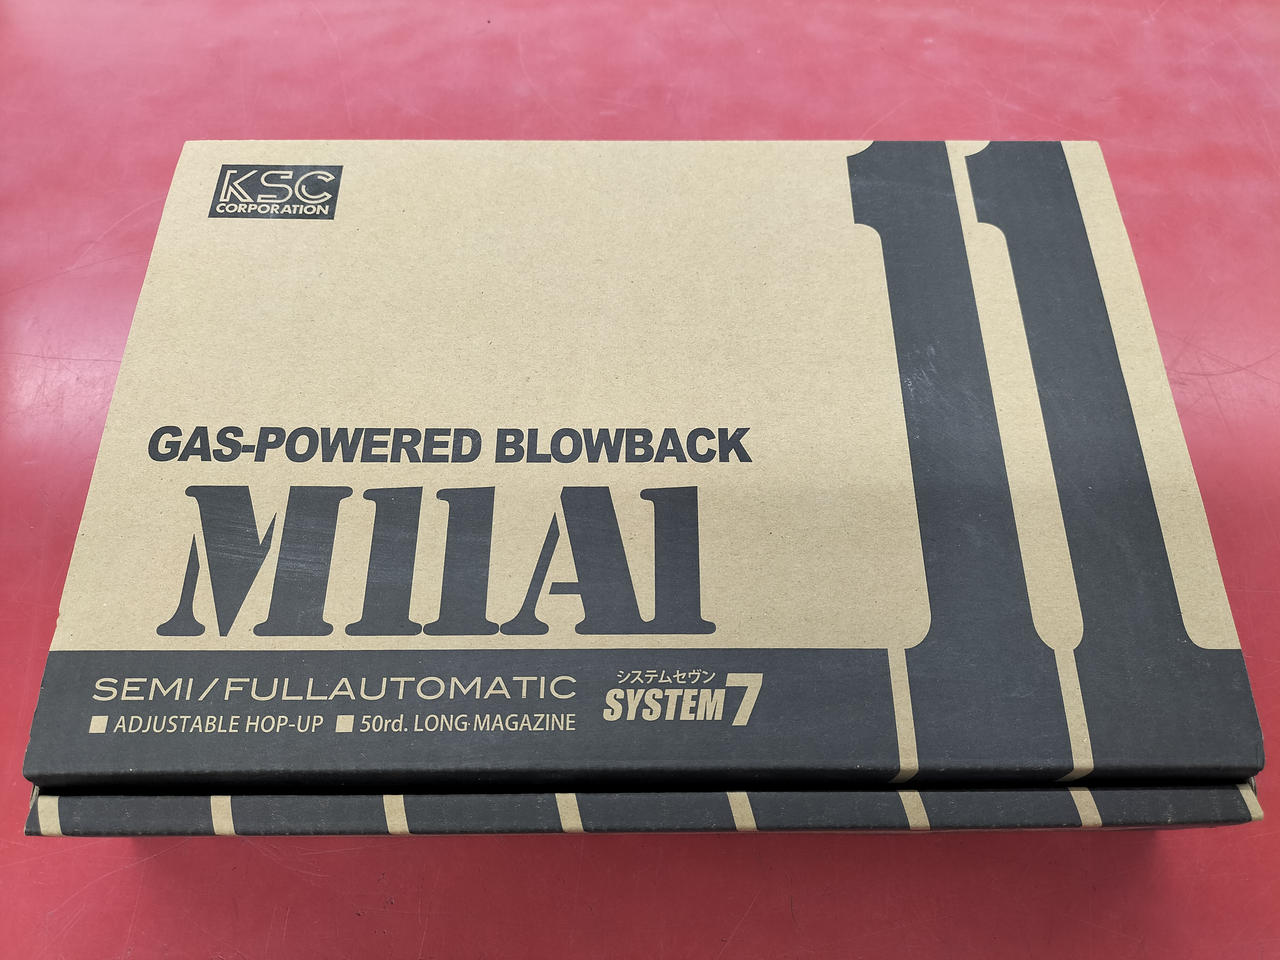 KSC
CORPORATION
11
GAS-POWERED BLOWBACK
M11A1
SEMI/FULLAUTOMATIC
■ ADJUSTABLE HOP-UP ■ 50rd. LONG MAGAZINE
システムセヴン
SYSTEM7